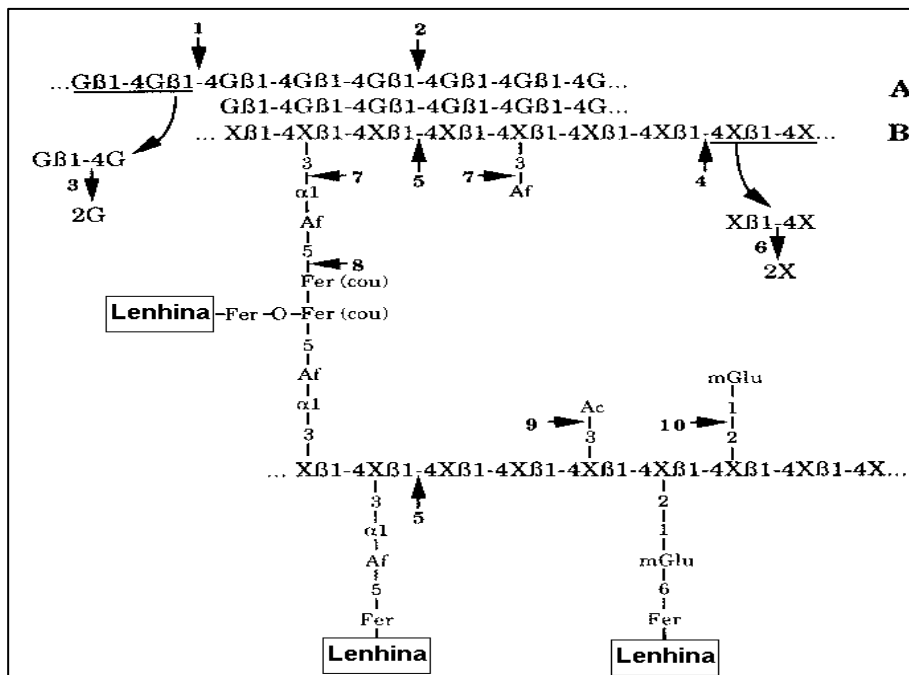 1 2
...Gß1-4Gß1-4Gß1-4Gß1-4Gß1-4Gß1-4Gß1-4G... A
Gß1-4Gß1-4Gß1-4Gß1-4Gß1-4G...
... Xß1-4Xß1-4Xß1-4Xß1-4Xß1-4Xß1-4Xß1-4Xß1-4X... B
Gß1-4G 3 7 5 7 3 4
3 α1 Af
2G Af Xß1-4X
5 8 6
Fer (cou) 2X
Lenhina Fer O Fer (cou)
5
Af mGlu
α1 Ac 1
3 9 3 10 2
... Xß1-4Xß1-4Xß1-4Xß1-4Xß1-4Xß1-4Xß1-4Xß1-4X...
3 5 2
α1 1
Af mGlu
5 6
Fer Fer
Lenhina Lenhina